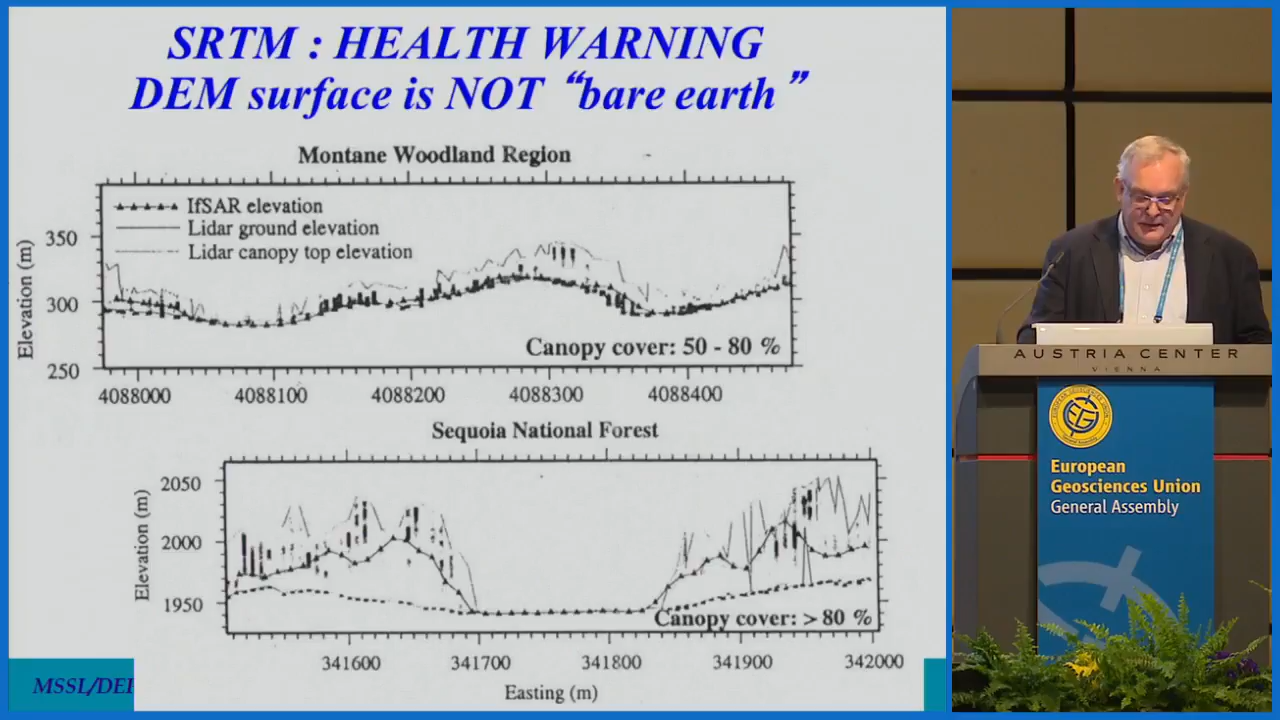 SRTM : HEALTH WARNING
DEM surface is NOT “bare earth”
Montane Woodland Region
IfSAR elevation
Lidar ground elevation
Lidar canopy top elevation
Elevation (m)
350
300
250
Canopy cover: 50 - 80 %
4088000 4088100 4088200 4088300 4088400
Sequoia National Forest
Elevation (m)
2050
2000
1950
Canopy cover: > 80 %
341600 341700 341800 341900 342000
Easting (m)
AUSTRIA CENTER
VIENNA
European
Geosciences Union
General Assembly